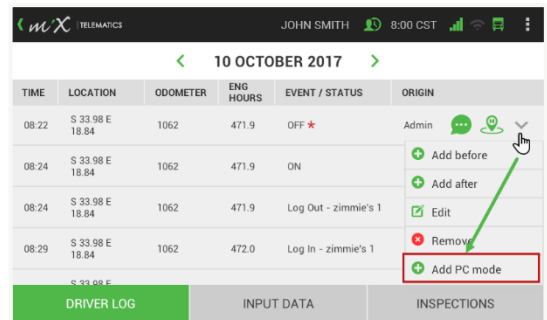 mix TELEMATICS JOHN SMITH 8:00 CST
10 OCTOBER 2017
TIME LOCATION ODOMETER ENG HOURS EVENT / STATUS ORIGIN
08:22 S 33.98 E 18.84 1062 471.9 OFF * Admin
Add before
08:24 S 33.98 E 18.84 1062 471.9 ON
Add after
08:24 S 33.98 E 18.84 1062 471.9 Log Out - zimmie's 1
Edit
Remove
08:29 S 33.98 E 18.84 1062 472.0 Log In - zimmie's 1
Add PC mode
S 33.98 E
DRIVER LOG INPUT DATA INSPECTIONS